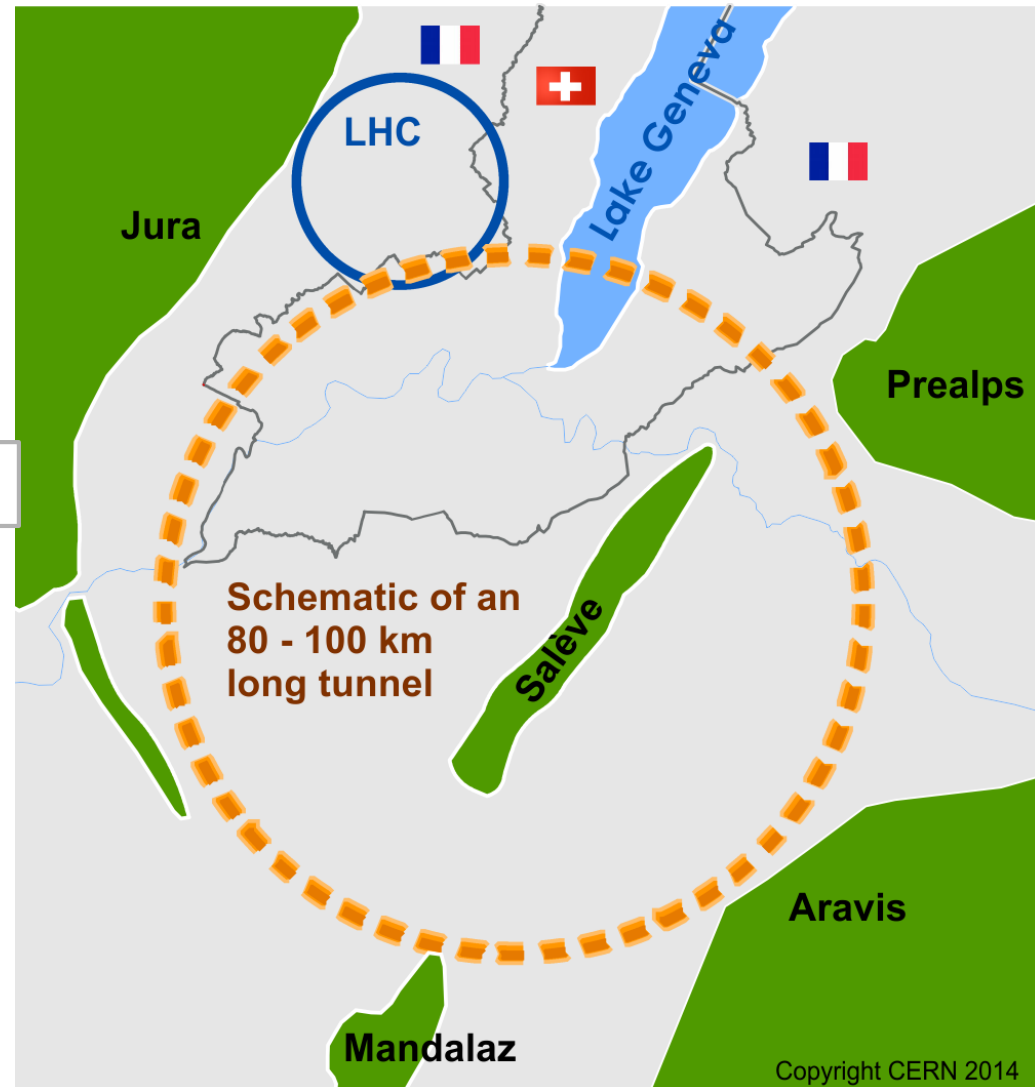 LHC
Lake Geneva
Jura
Prealps
Schematic of an
80 - 100 km
long tunnel
Salève
Aravis
Mandalaz
Copyright CERN 2014